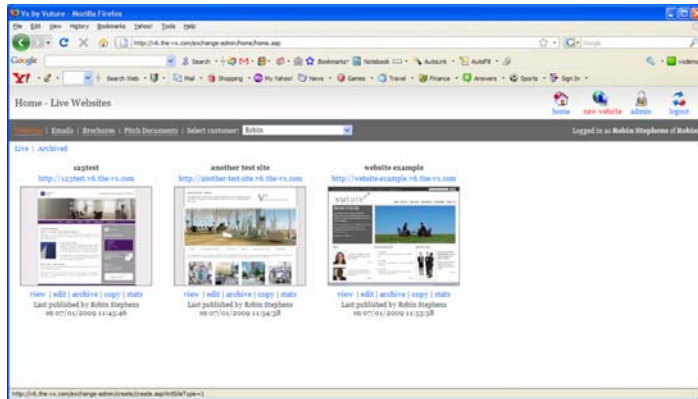 Vx by Vuture - Mozilla Firefox
File Edit View History Bookmarks Yahoo! Tools Help
http://v6.the-vx.com/exchange-admin/home/home.asp
Google Search Bookmarks Notebook AutoLink AutoFill
Y! Search Web Mail Shopping My Yahoo! News Games Travel Finance Answers Sports Sign In
Home - Live Websites
home new website admin logout
Websites | Emails | Brochures | Pitch Documents | Select customer: Robin
Logged in as Robin Stephens of Robin
Live | Archived
123test another test site website example
http://123test.v6.the-vx.com http://another-test-site.v6.the-vx.com http://website-example.v6.the-vx.com
vuture
view | edit | archive | copy | stats view | edit | archive | copy | stats view | edit | archive | copy | stats
Last published by Robin Stephens Last published by Robin Stephens Last published by Robin Stephens
on 07/01/2009 11:45:46 on 07/01/2009 11:54:38 on 07/01/2009 11:53:38
http://v6.the-vx.com/exchange-admin/create/create.asp?intSiteType=1